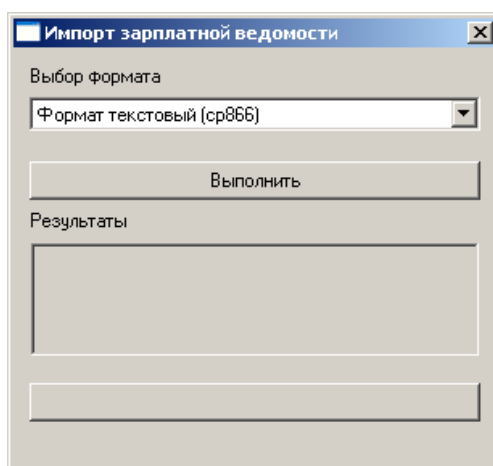 Импорт зарплатной ведомости
Выбор формата
Формат текстовый (cp866)
Выполнить
Результаты